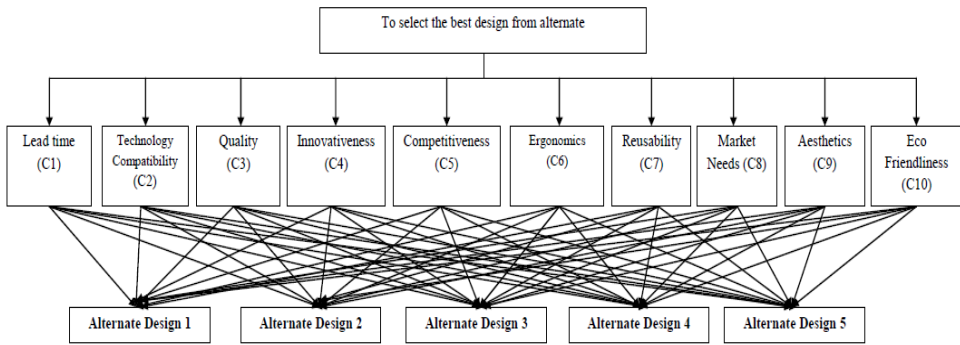 To select the best design from alternate
Lead time
(C1)
Technology
Compatibility
(C2)
Quality
(C3)
Innovativeness
(C4)
Competitiveness
(C5)
Ergonomics
(C6)
Reusability
(C7)
Market
Needs (C8)
Aesthetics
(C9)
Eco
Friendliness
(C10)
Alternate Design 1
Alternate Design 2
Alternate Design 3
Alternate Design 4
Alternate Design 5